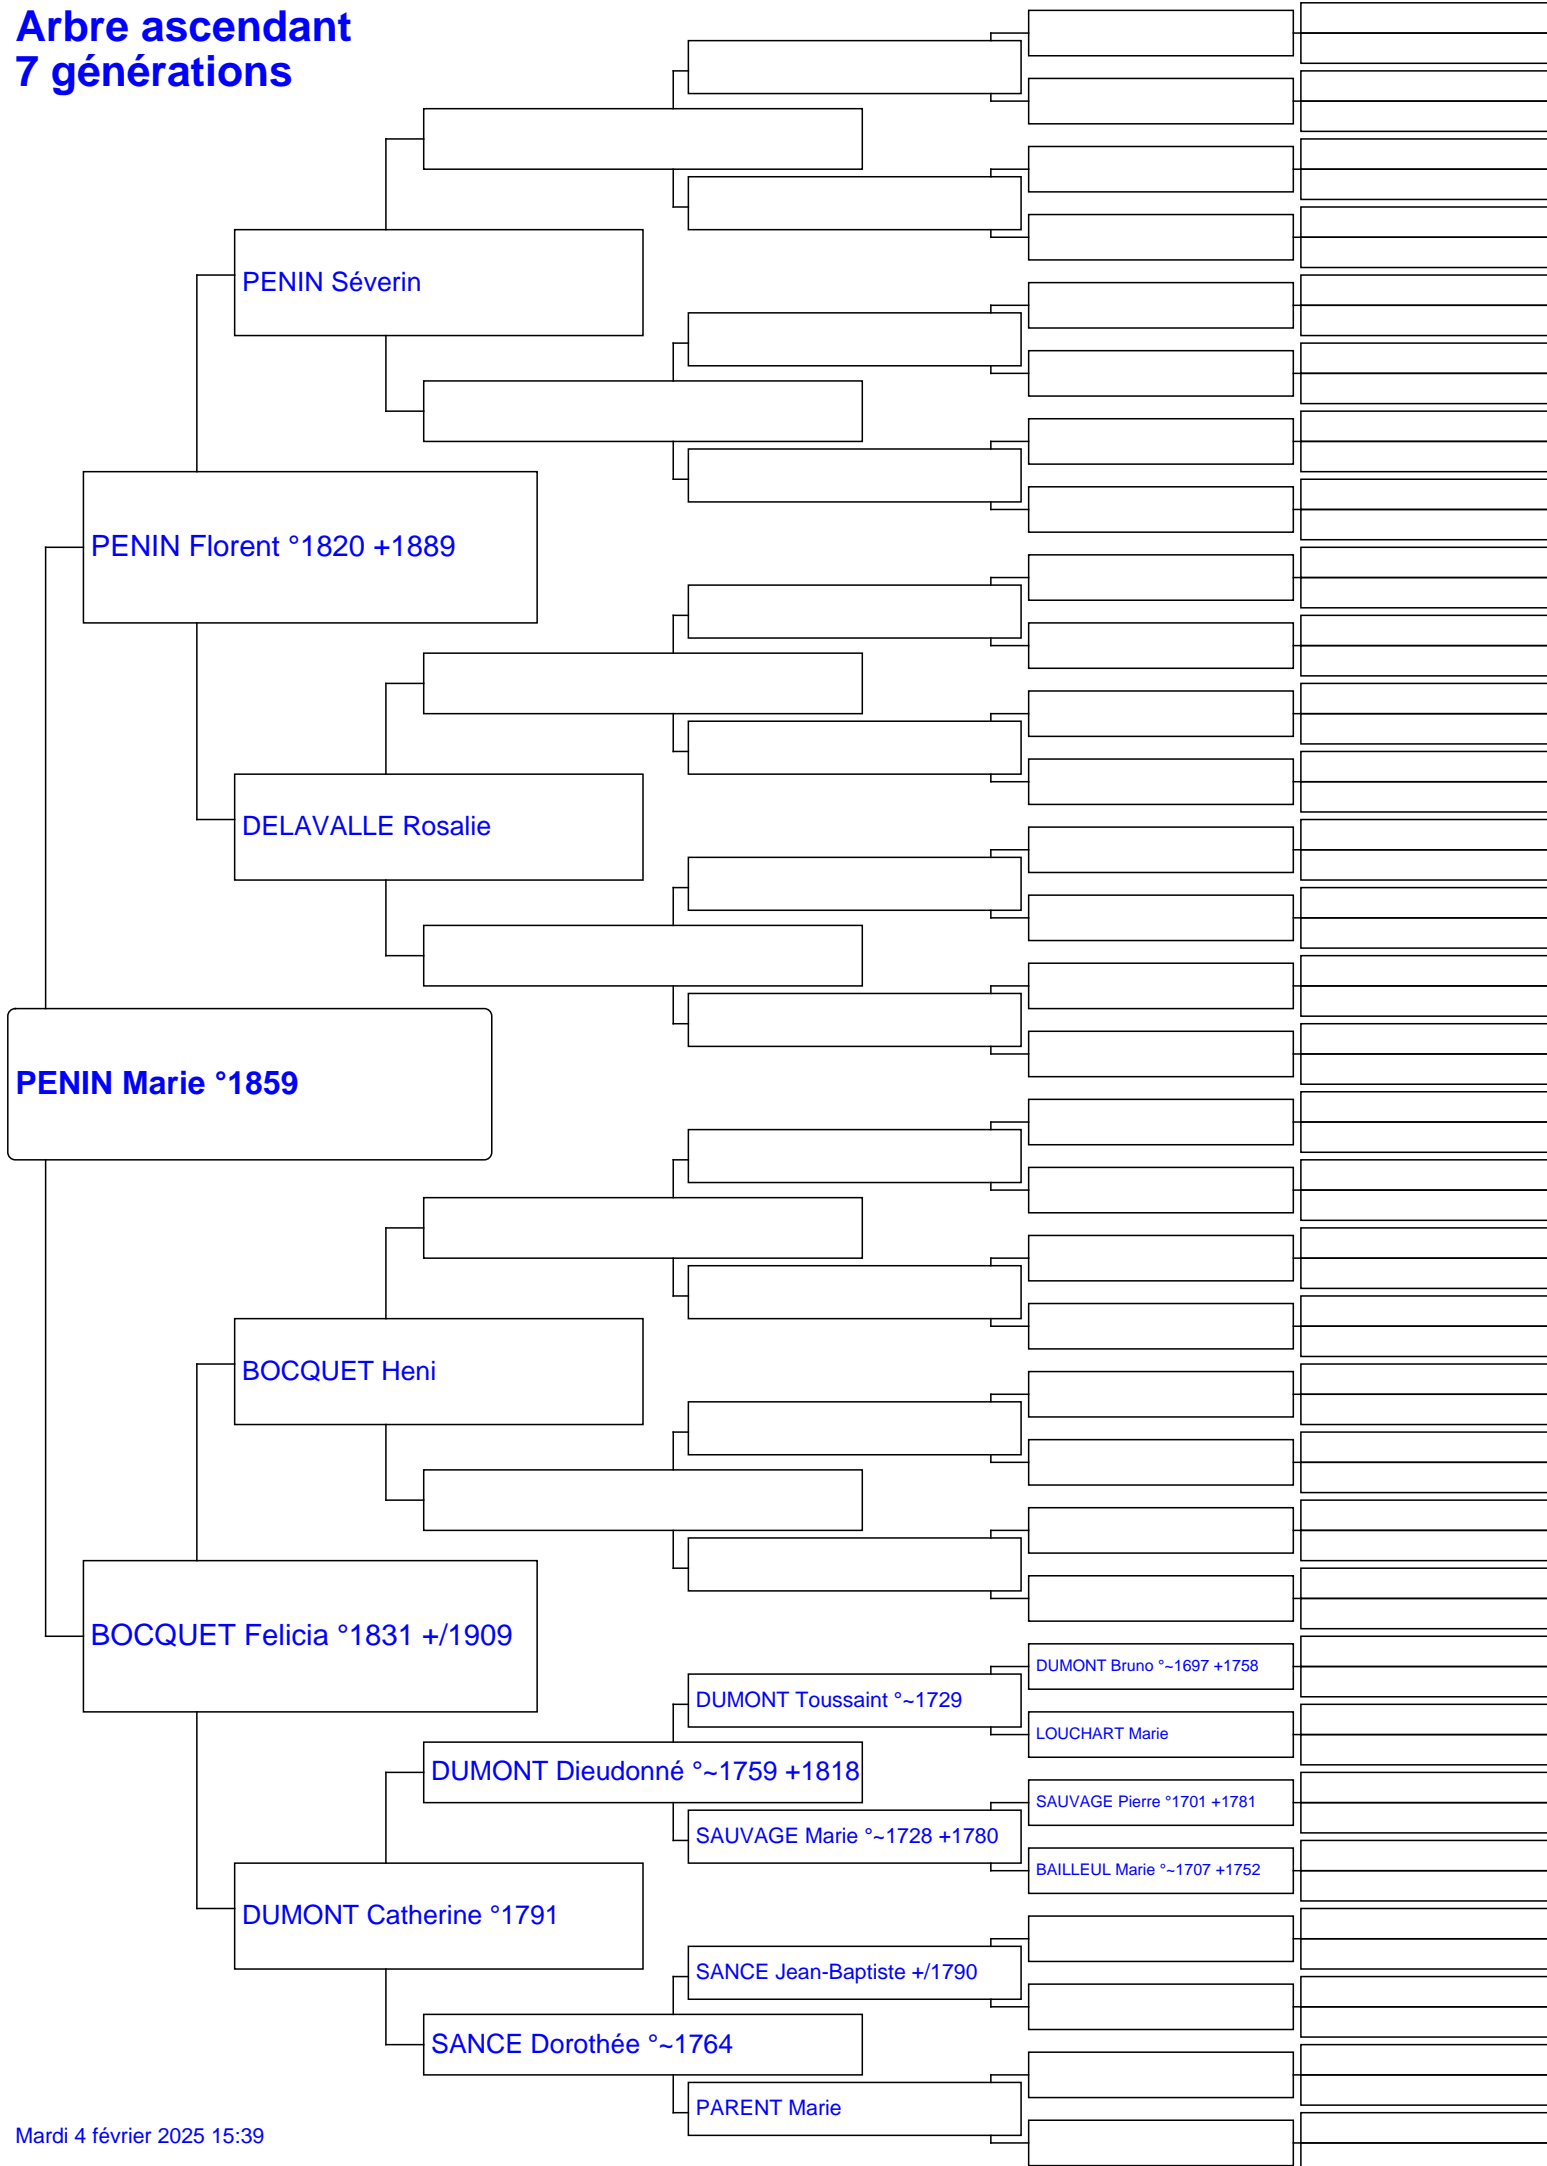 Arbre ascendant
7 générations
PENIN Séverin
PENIN Florent °1820 +1889
DELAVALLE Rosalie
PENIN Marie °1859
BOCQUET Heni
BOCQUET Felicia °1831 +/1909
DUMONT Bruno °~1697 +1758
DUMONT Toussaint °~1729
LOUCHART Marie
DUMONT Dieudonné °~1759 +1818
SAUVAGE Pierre °1701 +1781
SAUVAGE Marie °~1728 +1780
BAILLEUL Marie °~1707 +1752
DUMONT Catherine °1791
SANCE Jean-Baptiste +/1790
SANCE Dorothée °~1764
PARENT Marie
Mardi 4 février 2025 15:39